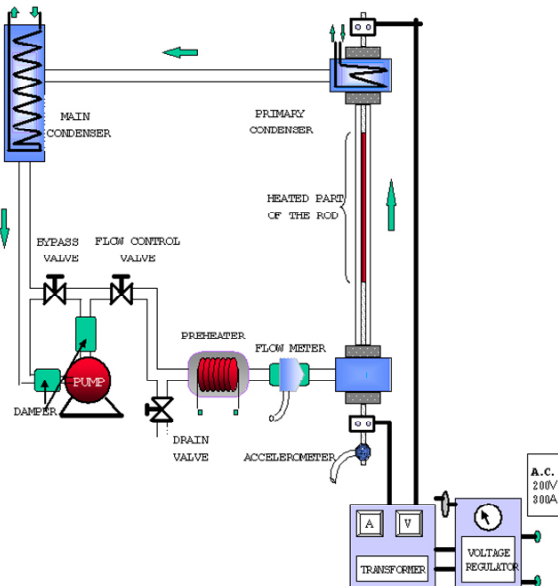 MAIN
CONDENSER
PRIMARY
CONDENSER
HEATED PART
OF THE ROD
BYPASS
VALVE
FLOW CONTROL
VALVE
PREHEATER
FLOW METER
PUMP
DAMPER
DRAIN
VALVE
ACCELEROMETER
A.C.
200V
300A
A
V
TRANSFORMER
VOLTAGE
REGULATOR